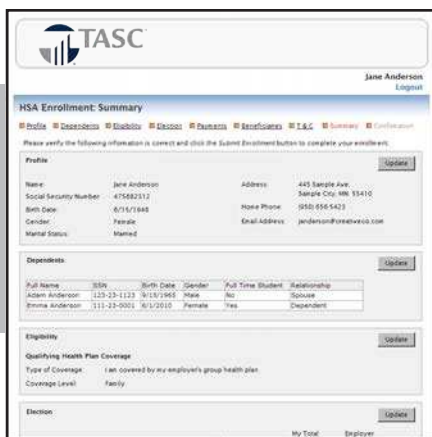 TASC
Jane Anderson
Logout
HSA Enrollment: Summary
Profile Dependents Eligibility Election Payments Beneficiaries T & C Summary Confirmation
Please verify the following information is correct and click the Submit Enrollment button to complete your enrollment.
Profile Update
Name: Jane Anderson Address: 445 Sample Ave.
Sample City, MN 55410
Social Security Number 475882512
Birth Date: Home Phone:
Gender: Female Email Address:
Marital Status: Married
Dependents Update
Full Name SSN Birth Date Gender Full Time Student Relationship
Adam Anderson 123-23-1123 9/15/1965 Male No Spouse
Emma Anderson 111-23-0001 6/1/2010 Female Yes Dependent
Eligibility Update
Qualifying Health Plan Coverage
Type of Coverage: I am covered by my employer's group health plan
Coverage Level: Family
Election Update
My Total Employer